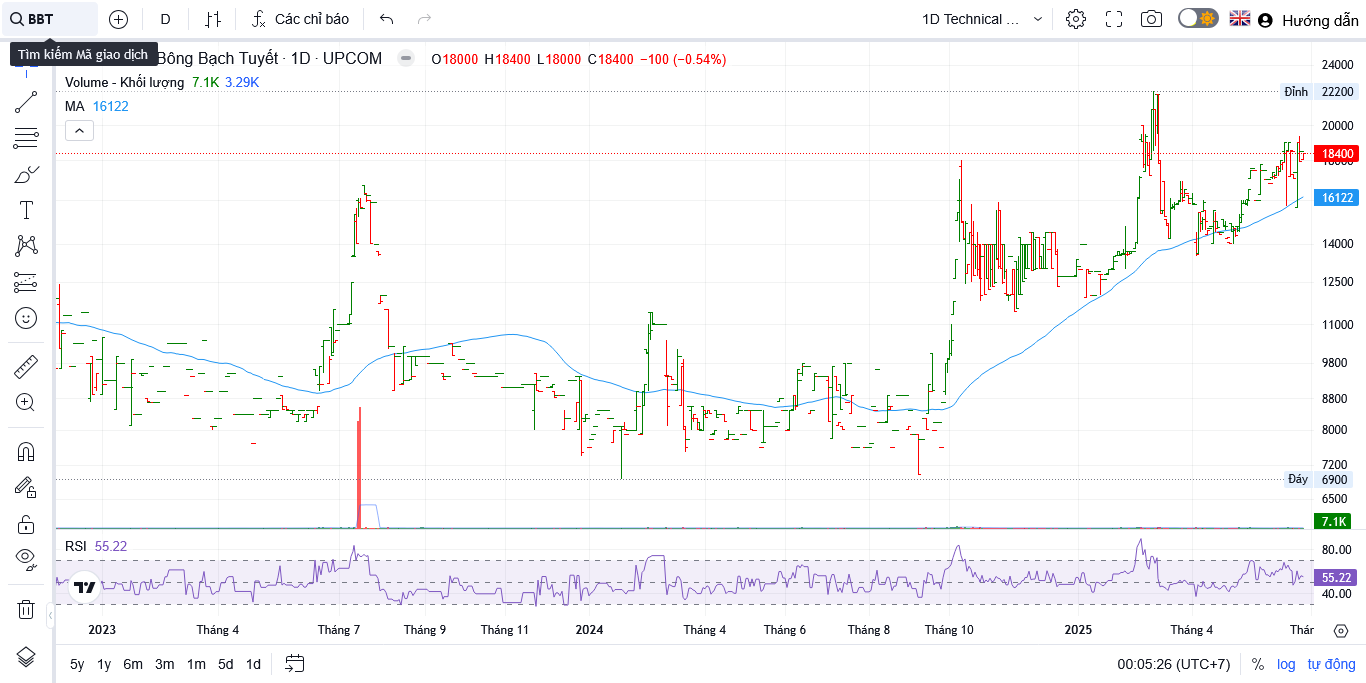 BBT D Các chỉ báo 1D Technical ... Hướng dẫn
Tìm kiếm Mã giao dịch
Bông Bạch Tuyết · 1D · UPCOM O18000 H18400 L18000 C18400 −100 (−0.54%)
Volume - Khối lượng 7.1K 3.29K
MA 16122
24000
Đỉnh 22200
20000
18400
16122
14000
12500
11000
9800
8800
8000
7200
Đáy 6900
6500
7.1K
RSI 55.22
80.00
55.22
40.00
2023 Tháng 4 Tháng 7 Tháng 9 Tháng 11 2024 Tháng 4 Tháng 6 Tháng 8 Tháng 10 2025 Tháng 4 Thár
5y 1y 6m 3m 1m 5d 1d 00:05:26 (UTC+7) % log tự động